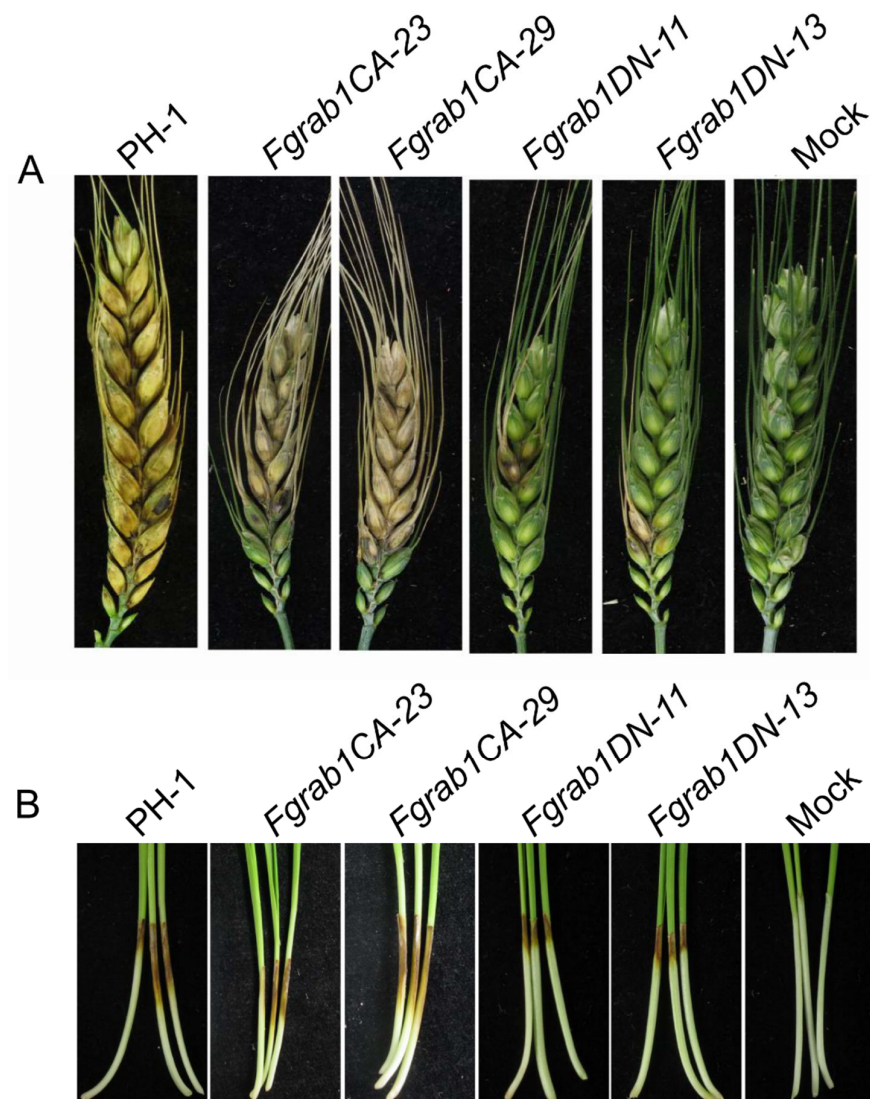 A
PH-1
Fgrab1CA-23
Fgrab1CA-29
Fgrab1DN-11
Fgrab1DN-13
Mock
B
PH-1
Fgrab1CA-23
Fgrab1CA-29
Fgrab1DN-11
Fgrab1DN-13
Mock